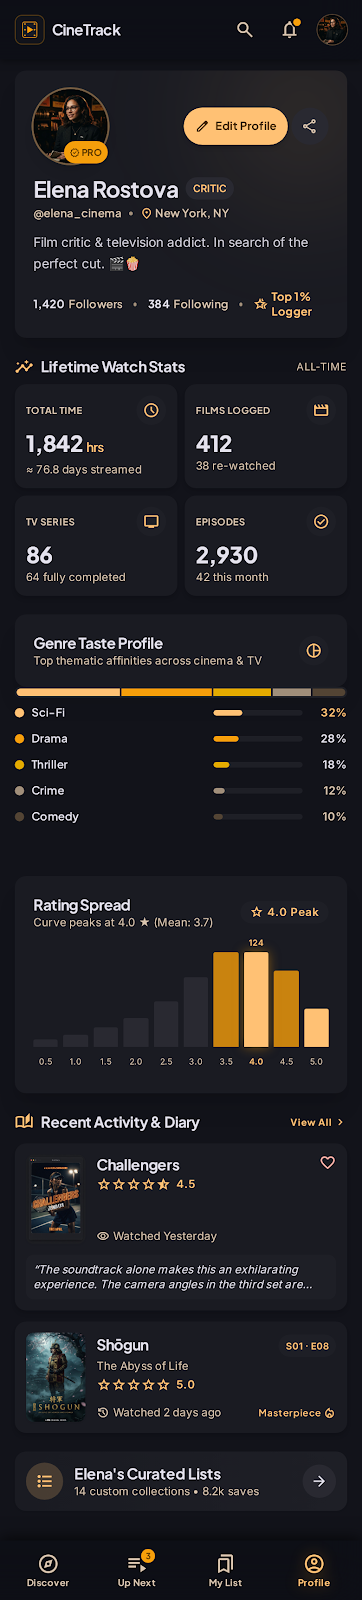 CineTrack
PRO
Edit Profile
Elena Rostova CRITIC
@elena_cinema • New York, NY
Film critic & television addict. In search of the
perfect cut. 🎬🍿
1,420 Followers • 384 Following • Top 1%
Logger
Lifetime Watch Stats ALL-TIME
TOTAL TIME
1,842 hrs
≈ 76.8 days streamed
FILMS LOGGED
412
38 re-watched
TV SERIES
86
64 fully completed
EPISODES
2,930
42 this month
Genre Taste Profile
Top thematic affinities across cinema & TV
Sci-Fi 32%
Drama 28%
Thriller 18%
Crime 12%
Comedy 10%
Rating Spread
Curve peaks at 4.0 ★ (Mean: 3.7)
4.0 Peak
124
0.5 1.0 1.5 2.0 2.5 3.0 3.5 4.0 4.5 5.0
Recent Activity & Diary View All >
CHALLENGERS
Challengers
4.5
Watched Yesterday
"The soundtrack alone makes this an exhilarating
experience. The camera angles in the third set are...
将軍
SHOGUN
Shōgun S01 · E08
The Abyss of Life
5.0
Watched 2 days ago Masterpiece
Elena's Curated Lists
14 custom collections • 8.2k saves
3
Discover Up Next My List Profile